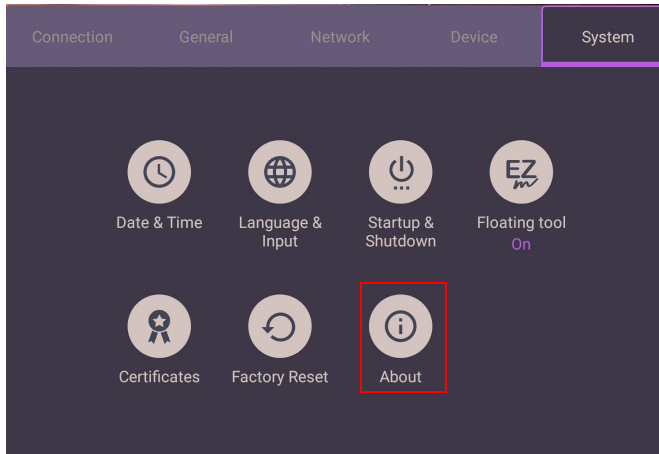 Connection General Network Device System
EZ
m
Date & Time Language & Startup & Floating tool
Input Shutdown On
Certificates Factory Reset About